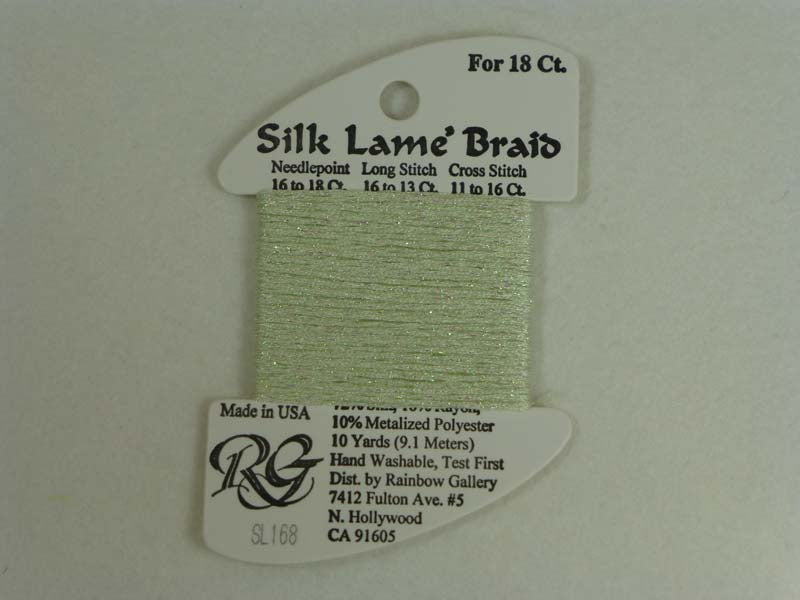 For 18 Ct.
Silk Lamé Braid
Needlepoint Long Stitch Cross Stitch
16 to 18 Ct. 16 to 13 Ct. 11 to 16 Ct.
Made in USA
10% Metalized Polyester
10 Yards (9.1 Meters)
Hand Washable, Test First
Dist. by Rainbow Gallery
7412 Fulton Ave. #5
N. Hollywood
CA 91605
RG
SL168